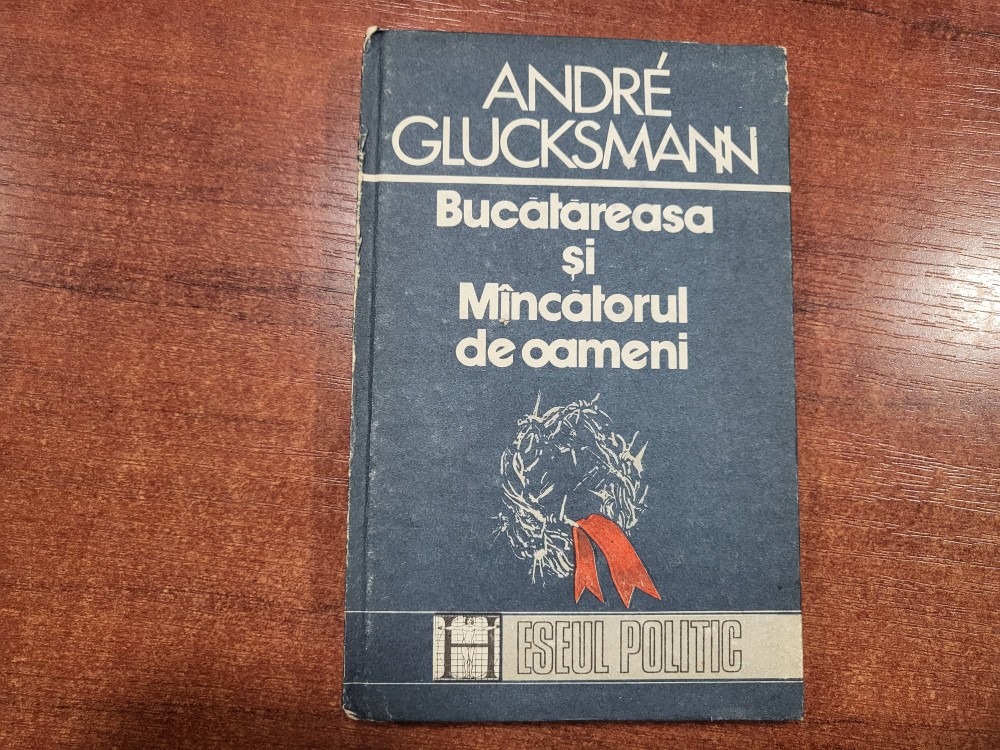 ANDRÉ
GLUCKSMANN
Bucătăreasa
și
Mîncătorul
de oameni
H
ESEUL POLITIC